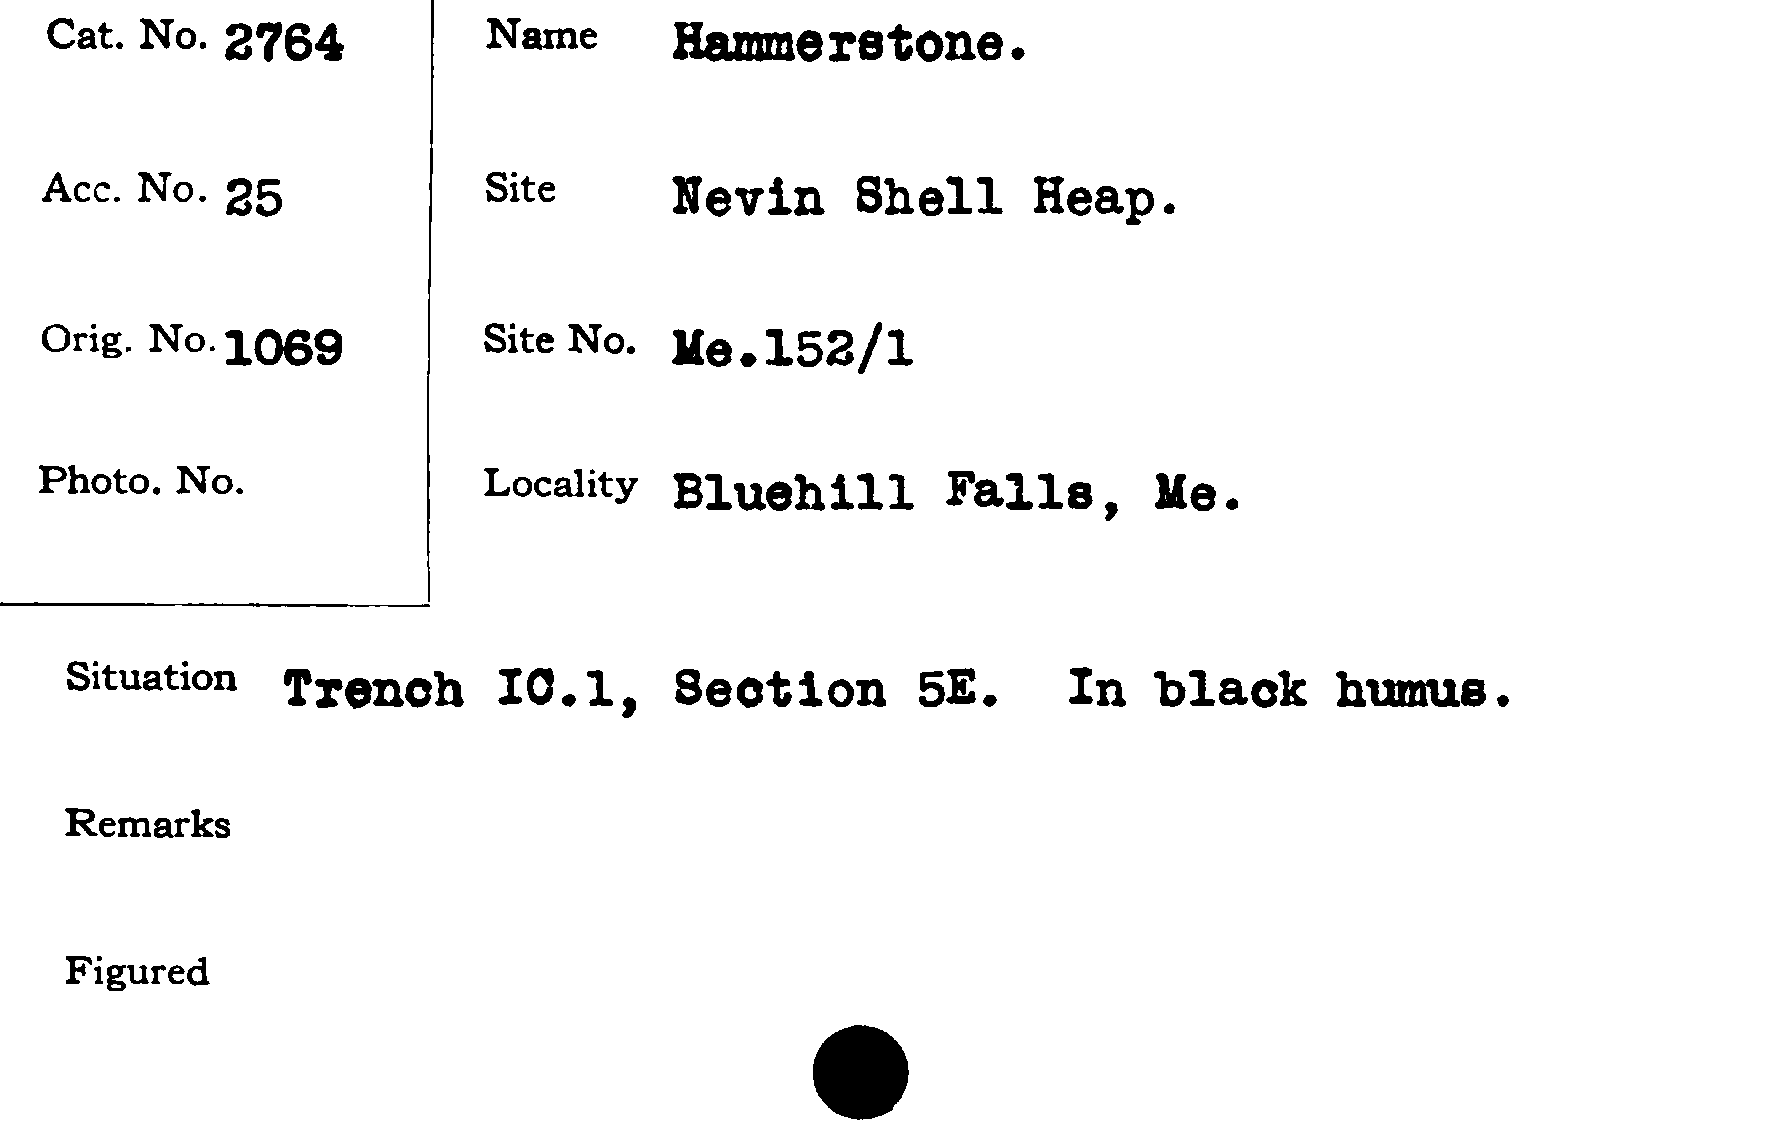 Cat. No. 2764
Acc. No. 25
Orig. No. 1069
Photo. No.
Name Hammerstone.
Site Nevin Shell Heap.
Site No. Me.152/1
Locality Bluehill Falls, Me.
Situation Trench IC.1, Section 5E. In black humus.
Remarks
Figured